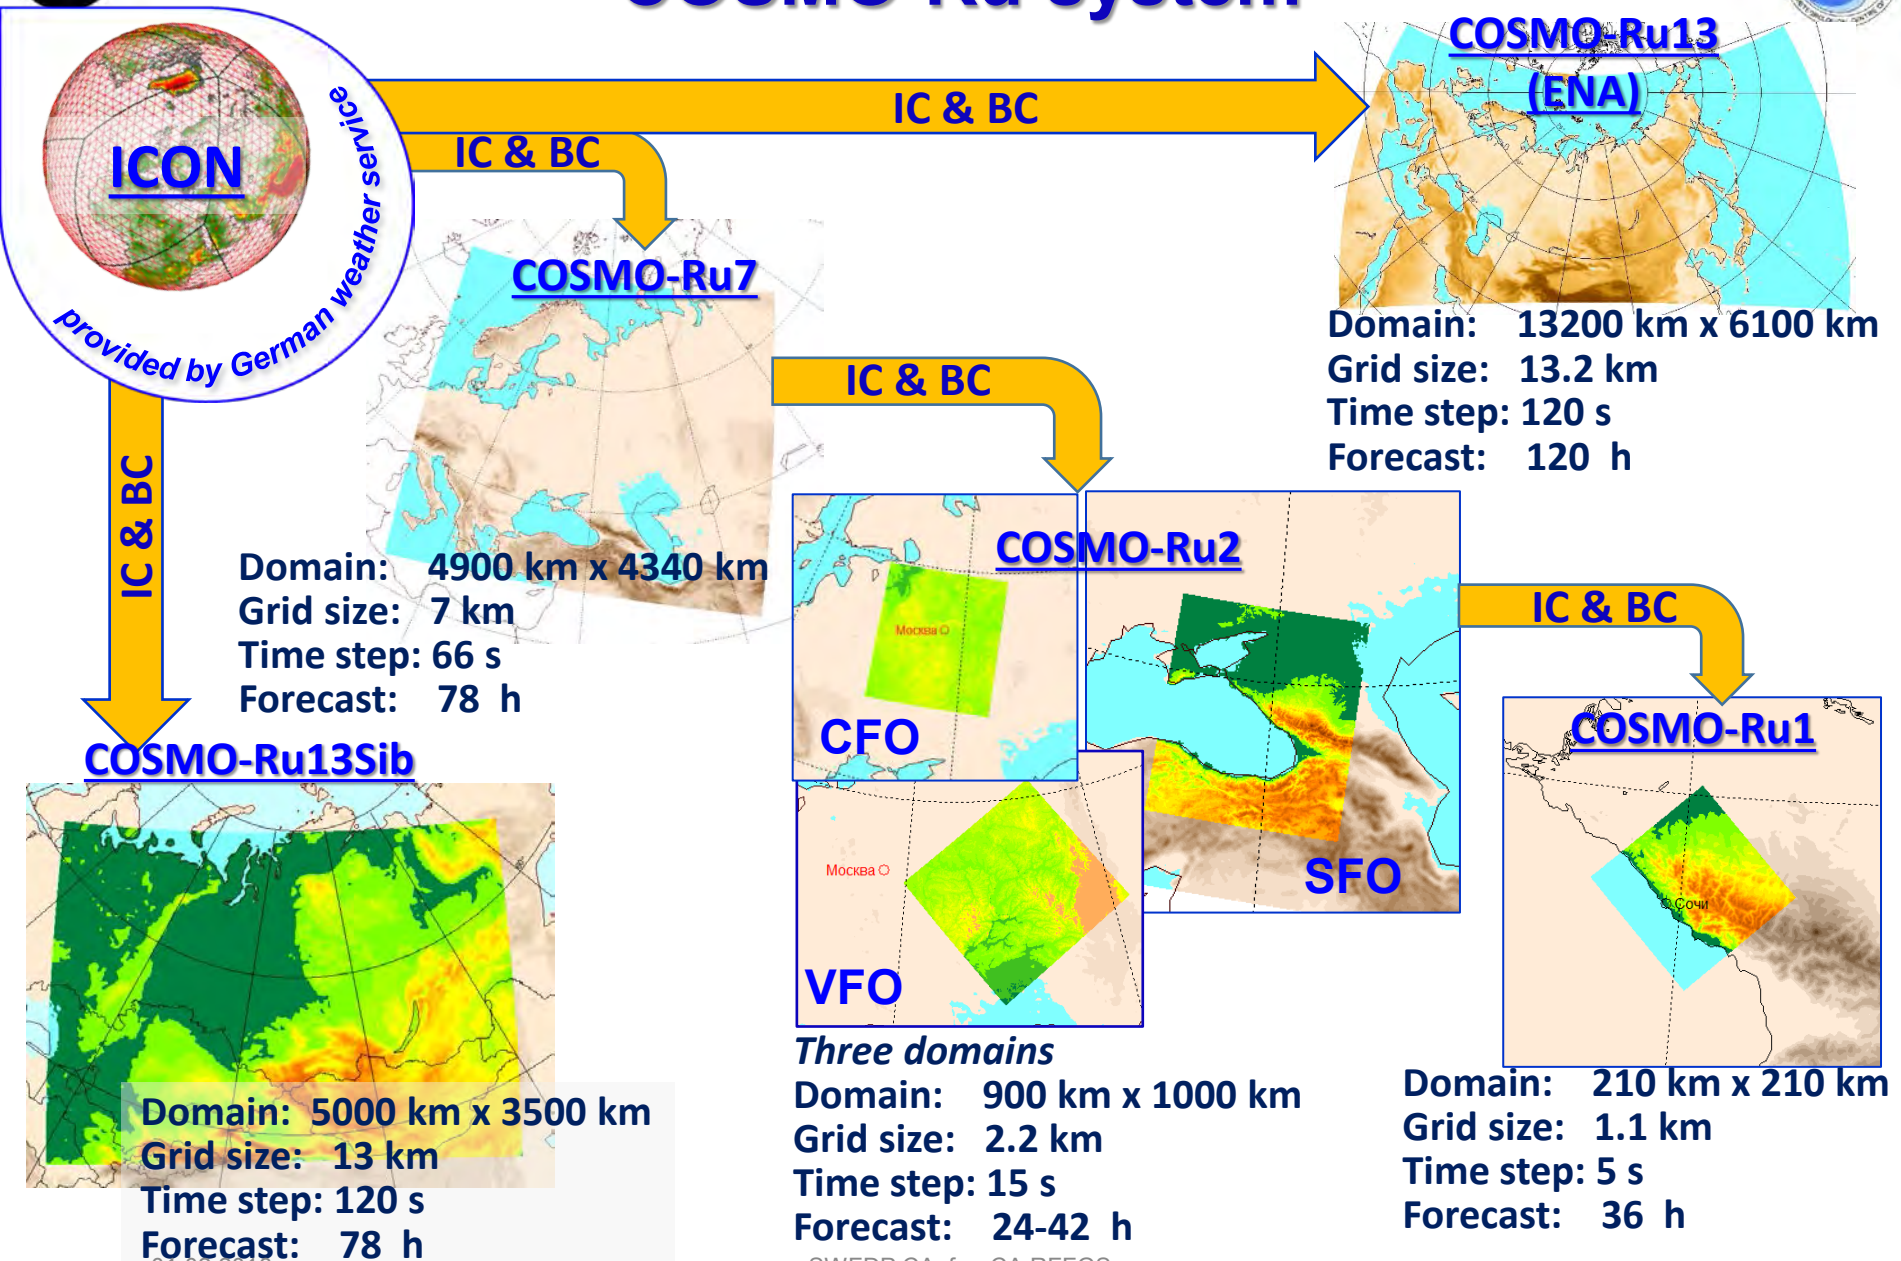 COSMO-Ru system
COSMO-Ru13
(ENA)
IC & BC
IC & BC
ICON
provided by German weather service
COSMO-Ru7
Domain: 13200 km x 6100 km
Grid size: 13.2 km
Time step: 120 s
Forecast: 120 h
IC & BC
IC & BC
Domain: 4900 km x 4340 km
Grid size: 7 km
Time step: 66 s
Forecast: 78 h
COSMO-Ru2
Москва
CFO
IC & BC
SFO
Москва
VFO
COSMO-Ru1
Сочи
COSMO-Ru13Sib
Domain: 5000 km x 3500 km
Grid size: 13 km
Time step: 120 s
Forecast: 78 h
Three domains
Domain: 900 km x 1000 km
Grid size: 2.2 km
Time step: 15 s
Forecast: 24-42 h
Domain: 210 km x 210 km
Grid size: 1.1 km
Time step: 5 s
Forecast: 36 h